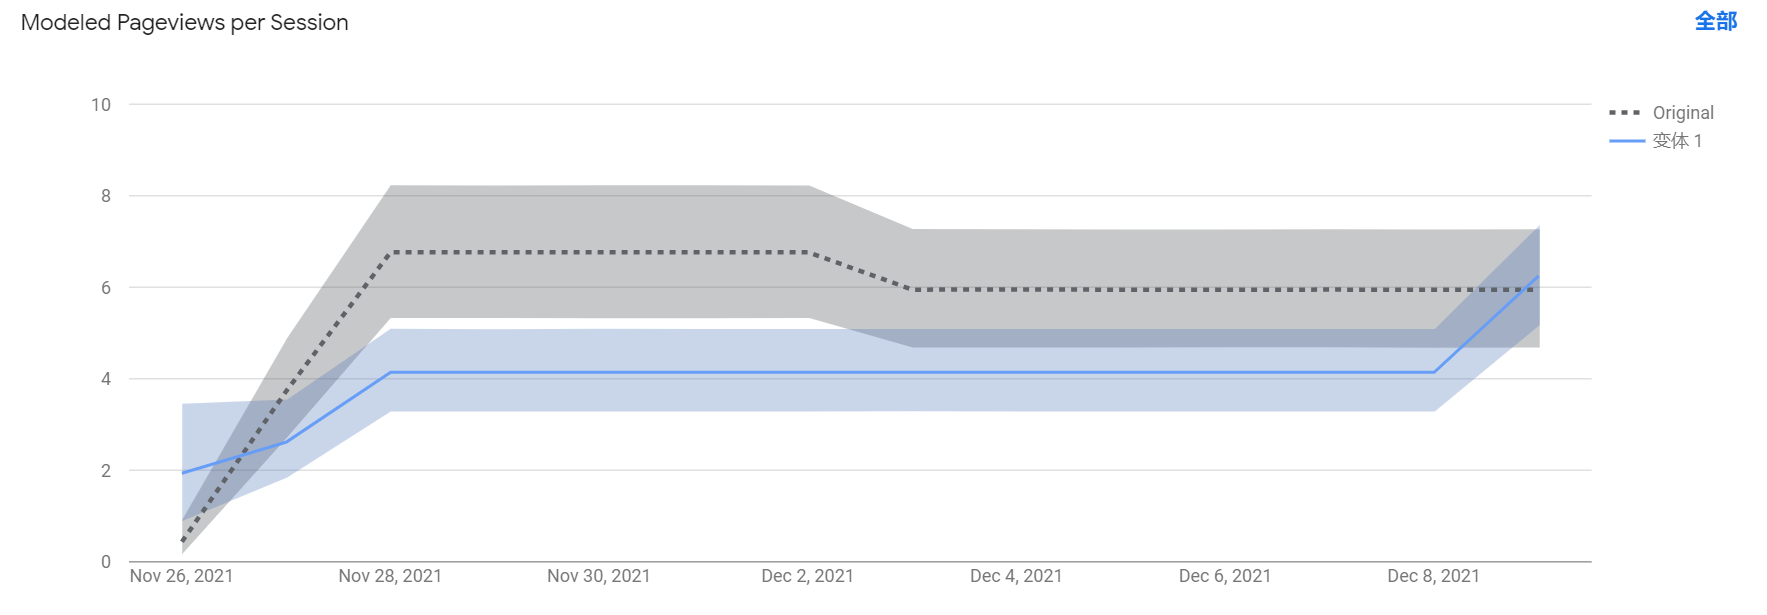 Modeled Pageviews per Session
全部
10
8
6
4
2
0
Original
变体 1
Nov 26, 2021
Nov 28, 2021
Nov 30, 2021
Dec 2, 2021
Dec 4, 2021
Dec 6, 2021
Dec 8, 2021